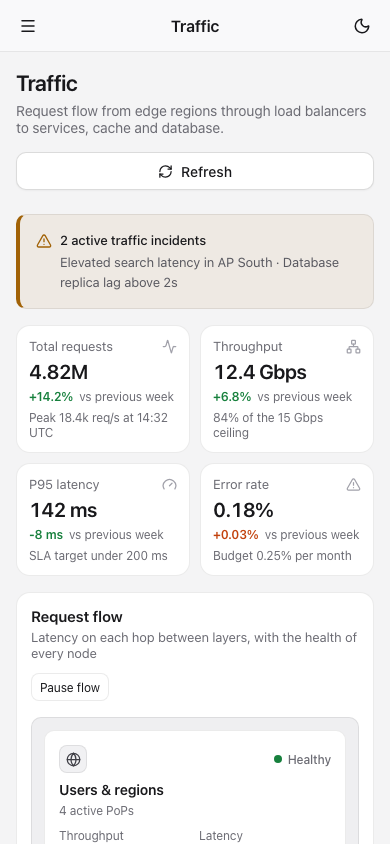 Traffic
Traffic
Request flow from edge regions through load balancers
to services, cache and database.
Refresh
2 active traffic incidents
Elevated search latency in AP South · Database
replica lag above 2s
Total requests
4.82M
+14.2% vs previous week
Peak 18.4k req/s at 14:32
UTC
Throughput
12.4 Gbps
+6.8% vs previous week
84% of the 15 Gbps
ceiling
P95 latency
142 ms
-8 ms vs previous week
SLA target under 200 ms
Error rate
0.18%
+0.03% vs previous week
Budget 0.25% per month
Request flow
Latency on each hop between layers, with the health of
every node
Pause flow
Healthy
Users & regions
4 active PoPs
Throughput Latency